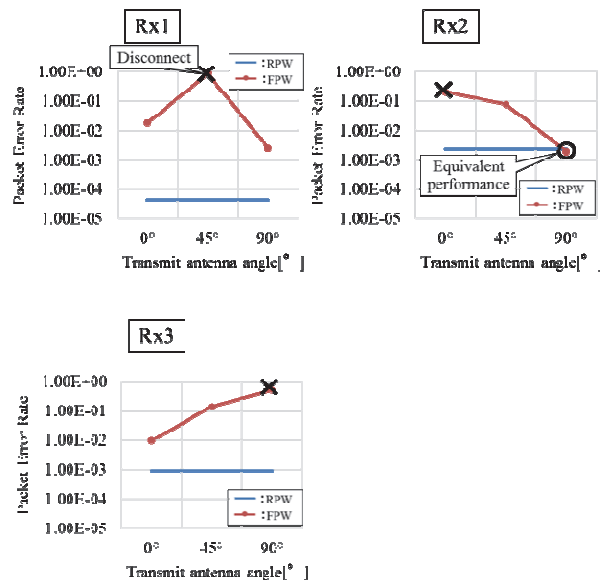 Rx1
Disconnect
:RPW
:FPW
Packet Error Rate
1.00E+00
1.00E-01
1.00E-02
1.00E-03
1.00E-04
1.00E-05
0° 45° 90°
Transmit antenna angle[° ]
Rx2
Packet Error Rate
1.00E+00
1.00E-01
1.00E-02
1.00E-03
1.00E-04
1.00E-05
Equivalent
performance
:RPW
:FPW
0° 45° 90°
Transmit antenna angle[° ]
Rx3
Packet Error Rate
1.00E+00
1.00E-01
1.00E-02
1.00E-03
1.00E-04
1.00E-05
:RPW
:FPW
0° 45° 90°
Transmit antenna angle[° ]